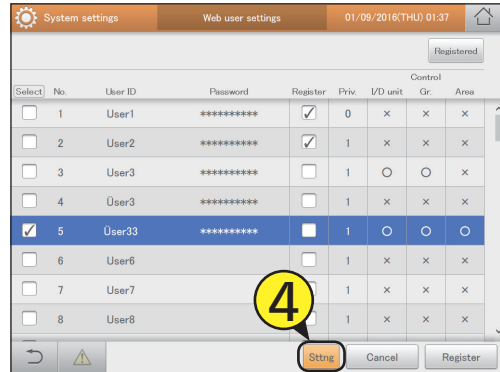 System settings Web user settings 01/09/2016(THU) 01:37
Registered
Control
Select No. User ID Password Register Priv. I/D unit Gr. Area
1 User1 ********** ✓ 0 × × ×
2 User2 ********** ✓ 1 × × ×
3 User3 ********** 1 ○ ○ ×
4 Üser3 ********** 1 × × ×
✓ 5 Üser33 ********** 1 ○ ○ ○
6 User6 1 × × ×
7 User7 1 × × ×
8 User8 1 × × ×
4
Sttng Cancel Register